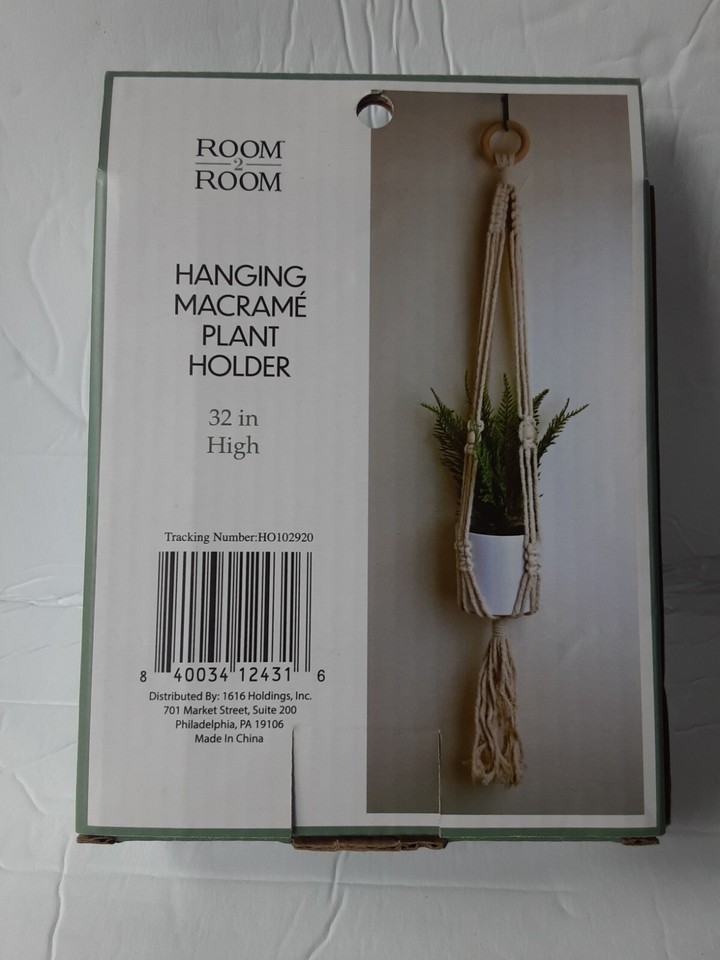 ROOM
2
ROOM
HANGING
MACRAMÉ
PLANT
HOLDER
32 in
High
Tracking Number:HO102920
8 40034 12431 6
Distributed By: 1616 Holdings, Inc.
701 Market Street, Suite 200
Philadelphia, PA 19106
Made In China